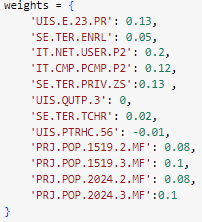 weights = {
'UIS.E.23.PR': 0.13,
'SE.TER.ENRL': 0.05,
'IT.NET.USER.P2': 0.2,
'IT.CMP.PCMP.P2': 0.12,
'SE.TER.PRIV.ZS':0.13 ,
'UIS.QUTP.3': 0,
'SE.TER.TCHR': 0.02,
'UIS.PTRHC.56': -0.01,
'PRJ.POP.1519.2.MF': 0.08,
'PRJ.POP.1519.3.MF': 0.1,
'PRJ.POP.2024.2.MF': 0.08,
'PRJ.POP.2024.3.MF':0.1
}